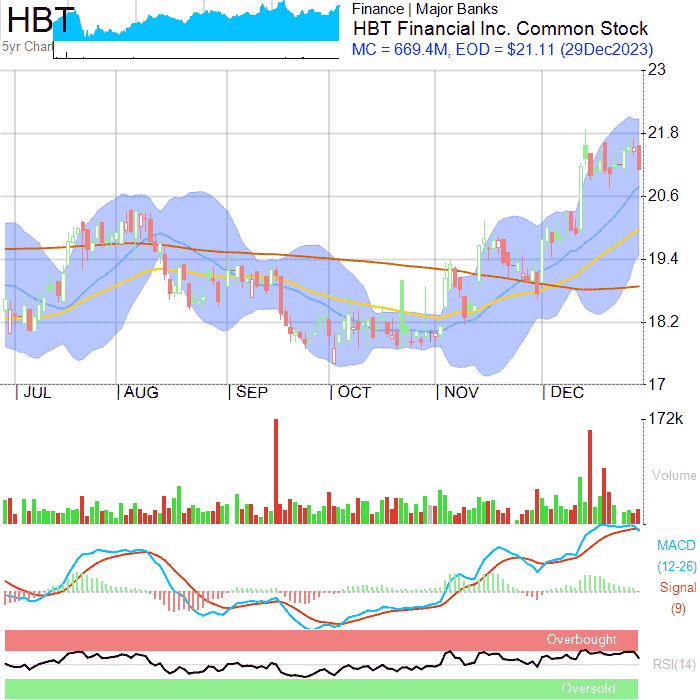 HBT
5yr Chart
Finance | Major Banks
HBT Financial Inc. Common Stock
MC = 669.4M, EOD = $21.11 (29Dec2023)
23
21.8
20.6
19.4
18.2
17
JUL AUG SEP OCT NOV DEC
172k
Volume
MACD
(12-26)
Signal
(9)
Overbought
RSI(14)
Oversold